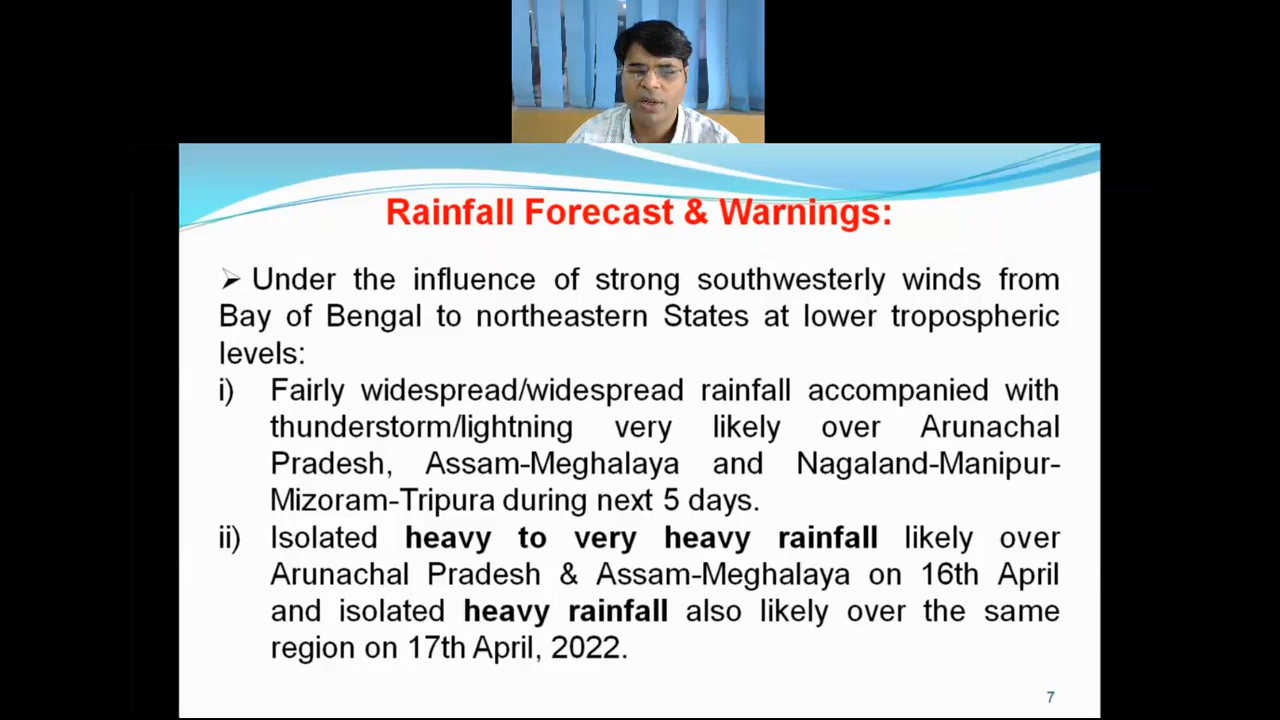 Rainfall Forecast & Warnings:
➢ Under the influence of strong southwesterly winds from
Bay of Bengal to northeastern States at lower tropospheric
levels:
i) Fairly widespread/widespread rainfall accompanied with
thunderstorm/lightning very likely over Arunachal
Pradesh, Assam-Meghalaya and Nagaland-Manipur-
Mizoram-Tripura during next 5 days.
ii) Isolated heavy to very heavy rainfall likely over
Arunachal Pradesh & Assam-Meghalaya on 16th April
and isolated heavy rainfall also likely over the same
region on 17th April, 2022.
7